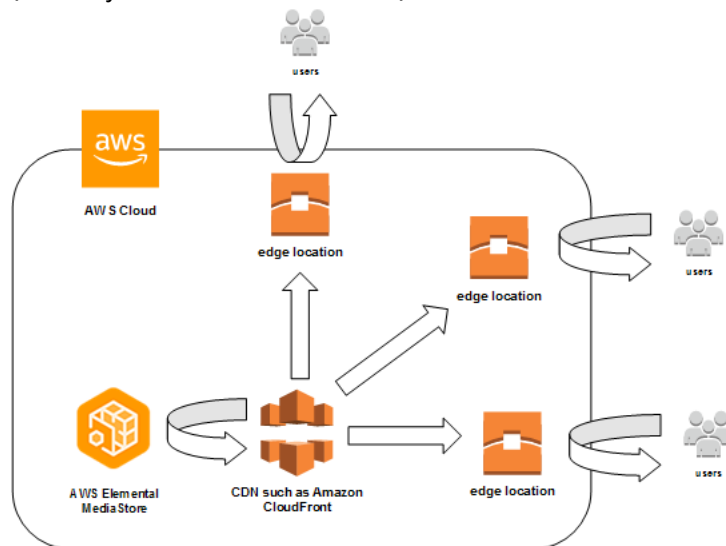 users
aws
AWS Cloud
edge location
users
edge location
AWS Elemental
MediaStore
CDN such as Amazon
CloudFront
edge location
users